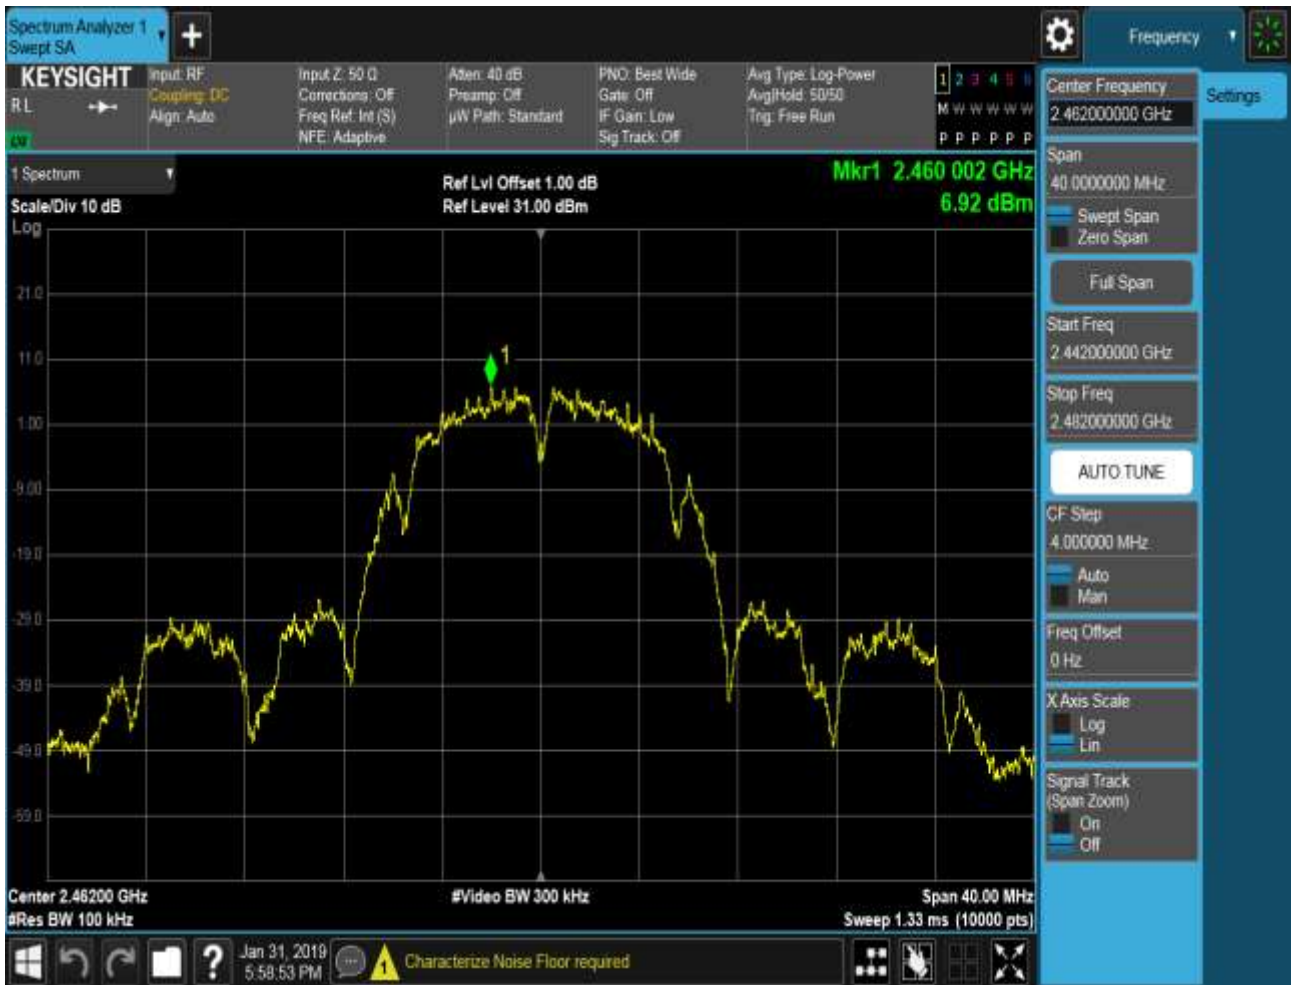 Spectrum Analyzer 1
Swept SA
Frequency
KEYSIGHT
R L
Input: RF
Coupling: DC
Align: Auto
Input Z: 50 Ω
Corrections: Off
Freq Ref: Int (S)
NFE: Adaptive
Atten: 40 dB
Preamp: Off
µW Path: Standard
PNO: Best Wide
Gate: Off
IF Gain: Low
Sig Track: Off
Avg Type: Log-Power
Avg|Hold: 50/50
Trig: Free Run
1 2 3 4 5 6
M W W W W W
P P P P P P
1 Spectrum
Scale/Div 10 dB
Ref Lvl Offset 1.00 dB
Ref Level 31.00 dBm
Mkr1 2.460 002 GHz
6.92 dBm
Log
21.0
11.0
1.00
-9.00
-19.0
-29.0
-39.0
-49.0
-59.0
1
Center 2.46200 GHz
#Res BW 100 kHz
#Video BW 300 kHz
Span 40.00 MHz
Sweep 1.33 ms (10000 pts)
Center Frequency
2.462000000 GHz
Settings
Span
40.0000000 MHz
Swept Span
Zero Span
Full Span
Start Freq
2.442000000 GHz
Stop Freq
2.482000000 GHz
AUTO TUNE
CF Step
4.000000 MHz
Auto
Man
Freq Offset
0 Hz
X Axis Scale
Log
Lin
Signal Track
(Span Zoom)
On
Off
?
Jan 31, 2019
5:58:53 PM
1
Characterize Noise Floor required